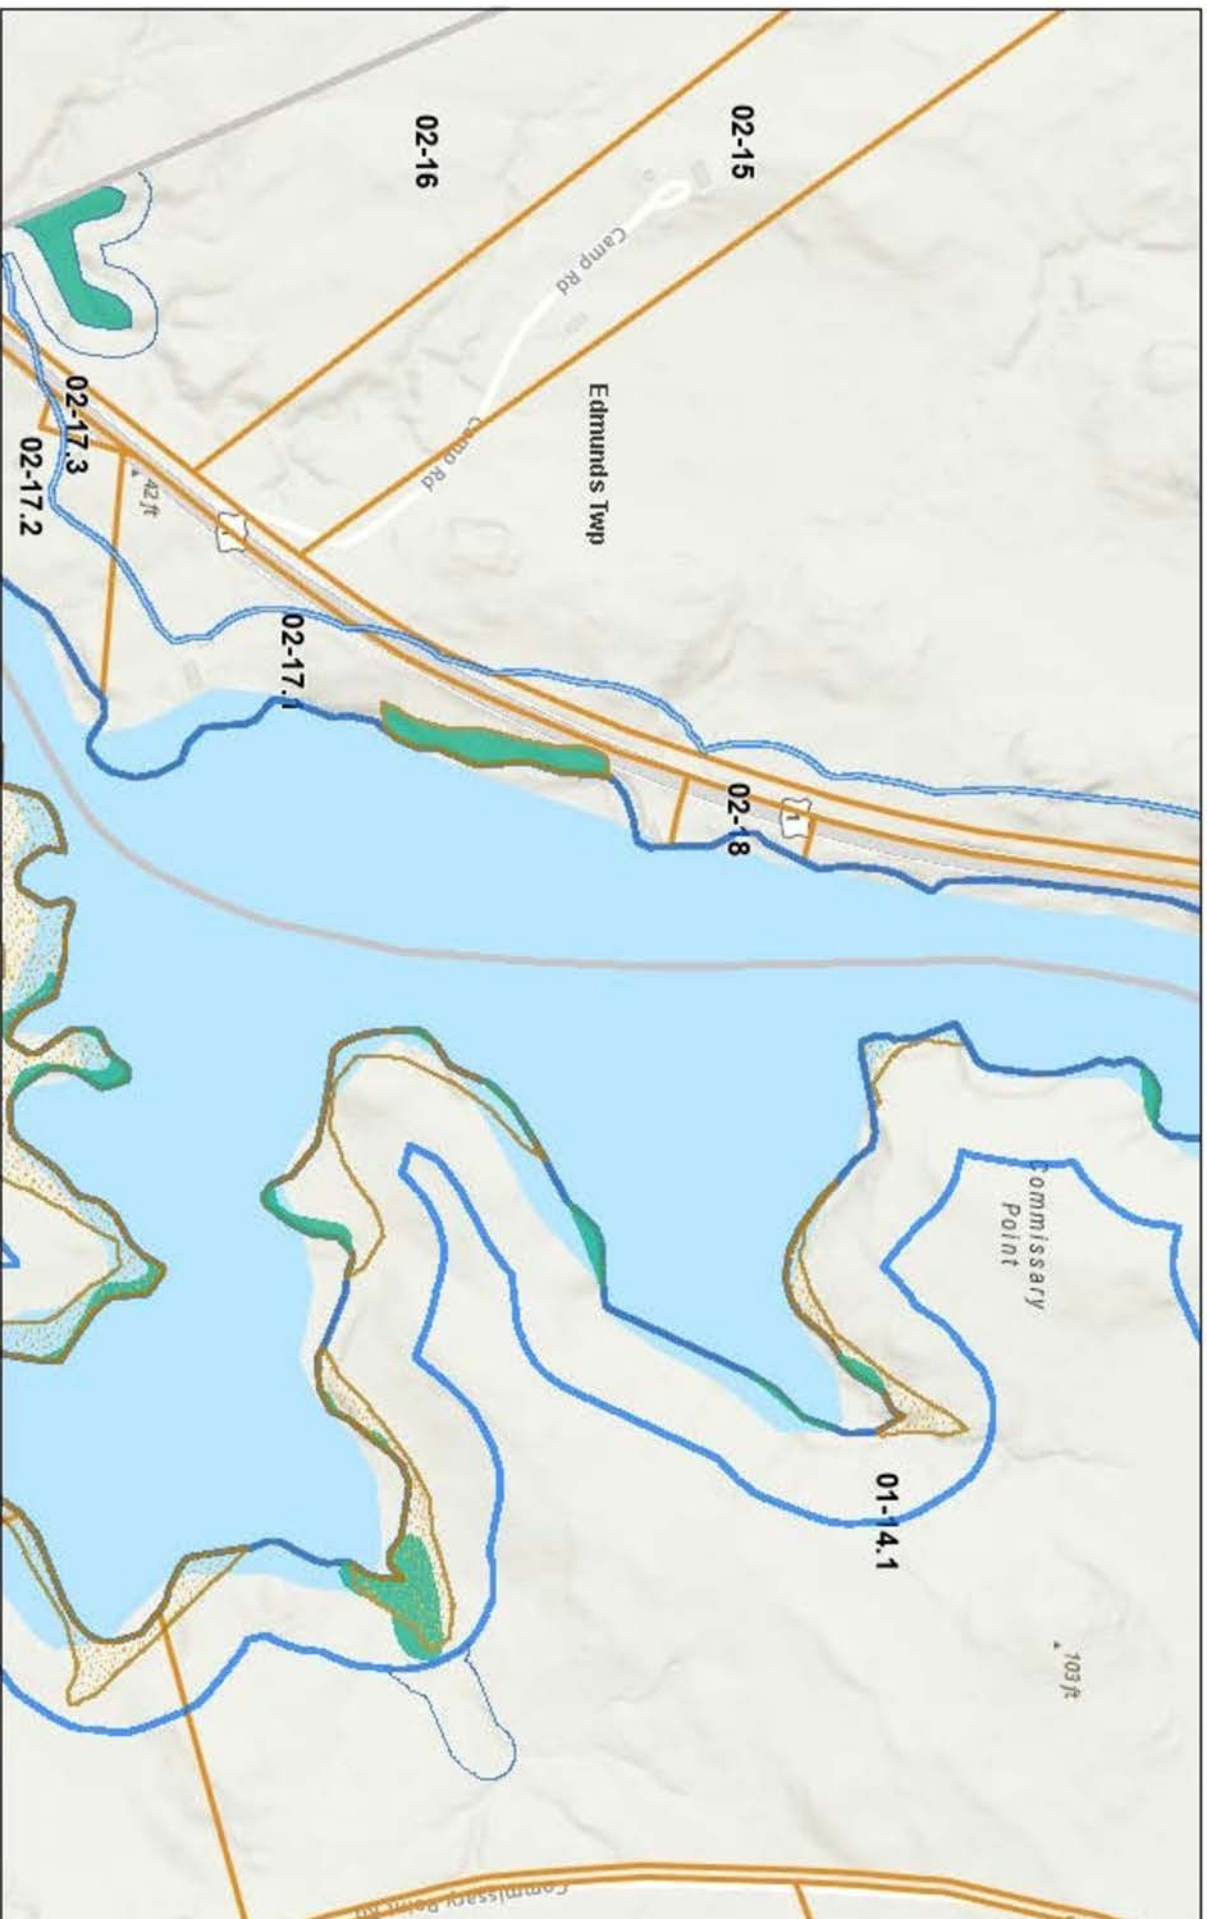 02-16
02-15
Camp Rd
Edmunds Twp
Camp Rd
02-17.3
02-17.2
42 ft
1
02-17.1
02-18
1
Commissary
Point
01-14.1
103 ft
Commissary Point Rd